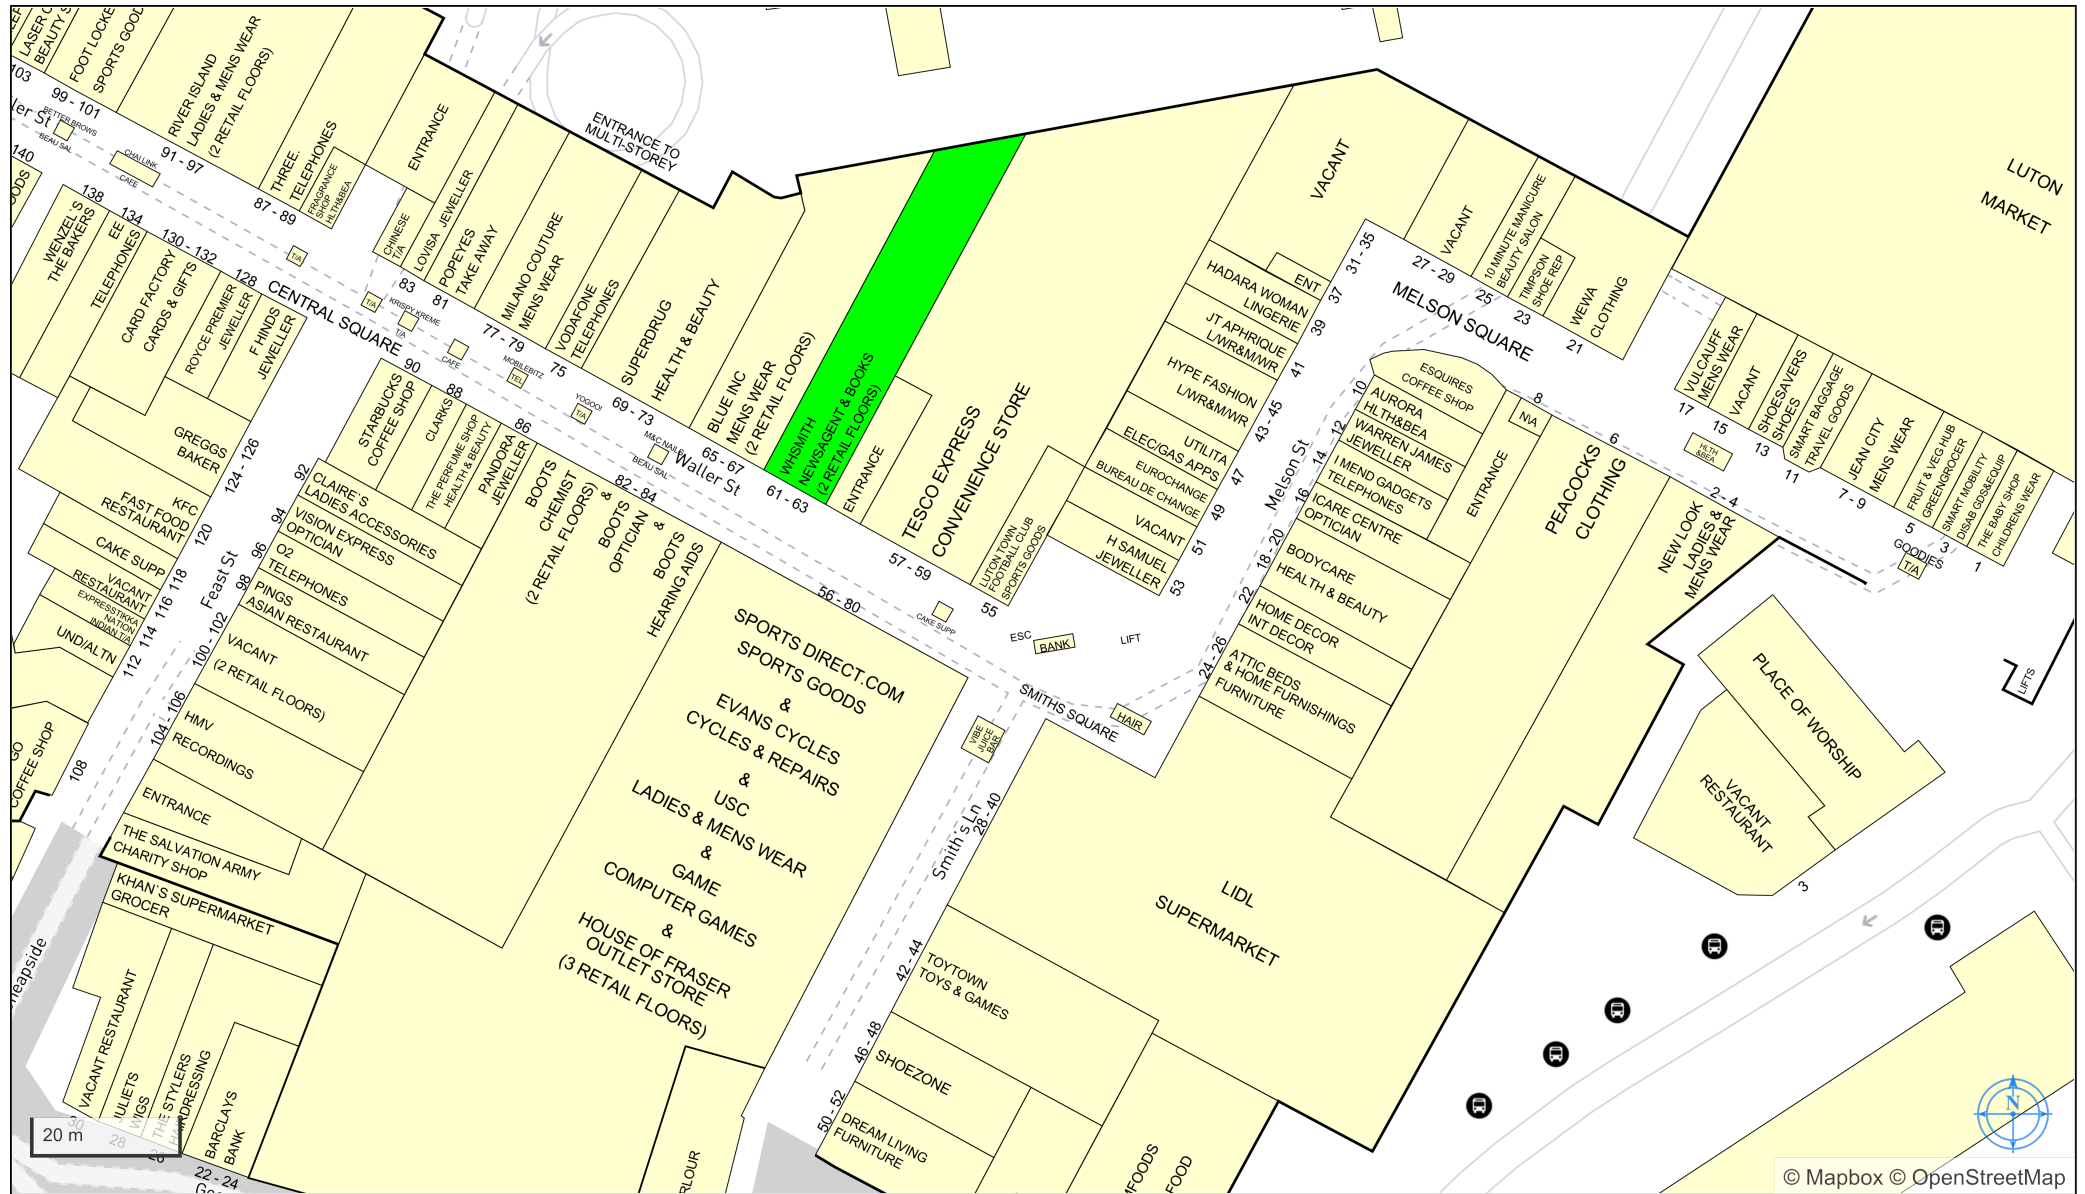 LASER C
BEAUTY S
FOOT LOCKE
SPORTS GOOD
RIVER ISLAND
LADIES & MENS WEAR
(2 RETAIL FLOORS)
THREE.
TELEPHONES
FRAGRANCE
SHOP
HLTH&BEA
ENTRANCE
CHINESE
T/A
LOVISA JEWELLER
POPEYES
TAKE AWAY
MILANO COUTURE
MENS WEAR
VODAFONE
TELEPHONES
SUPERDRUG
HEALTH & BEAUTY
BLUE INC
MENS WEAR
(2 RETAIL FLOORS)
WHSMITH
NEWSAGENT & BOOKS
(2 RETAIL FLOORS)
ENTRANCE
TESCO EXPRESS
CONVENIENCE STORE
LUTON TOWN
FOOTBALL CLUB
SPORTS GOODS
ENTRANCE TO
MULTI-STOREY
103
99 - 101
91 - 97
87 - 89
83
81
77 - 79
75
69 - 73
65 - 67
61 - 63
57 - 59
55
ler St
BETTER BROWS
BEAU SAL
CHAI LINK
CAFE
T/A
T/A
KRISPY KREME
T/A
CAFE
MOBILEBITZ
TEL
YOGOO!
T/A
M&C NAILS
BEAU SAL
Waller St
CAKE SUPP
CENTRAL SQUARE
140
138
134
130 - 132
128
90
88
86
82 - 84
56 - 80
ODS
WENZEL'S
THE BAKERS
EE
TELEPHONES
CARD FACTORY
CARDS & GIFTS
ROYCE PREMIER
JEWELLER
F HINDS
JEWELLER
GREGGS
BAKER
KFC
FAST FOOD
RESTAURANT
CAKE SUPP
VACANT
RESTAURANT
EXPRESSTIKKA
NATION
INDIAN T/A
UND/ALTN
GO
COFFEE SHOP
124 - 126
120
118
116
114
112
108
Feast St
92
94
96
98
100 - 102
104 - 106
STARBUCKS
COFFEE SHOP
CLARKS
THE PERFUME SHOP
HEALTH & BEAUTY
PANDORA
JEWELLER
CLAIRE'S
LADIES ACCESSORIES
VISION EXPRESS
OPTICIAN
O2
TELEPHONES
PINGS
ASIAN RESTAURANT
VACANT
(2 RETAIL FLOORS)
HMV
RECORDINGS
ENTRANCE
THE SALVATION ARMY
CHARITY SHOP
KHAN'S SUPERMARKET
GROCER
VACANT RESTAURANT
JULIETS
WIGS
THE STYLERS
HAIRDRESSING
BARCLAYS
BANK
30
28
26
22 - 24
heapside
BOOTS
CHEMIST
(2 RETAIL FLOORS)
&
BOOTS
OPTICIAN
&
BOOTS
HEARING AIDS
SPORTS DIRECT.COM
SPORTS GOODS
&
EVANS CYCLES
CYCLES & REPAIRS
&
USC
LADIES & MENS WEAR
&
GAME
COMPUTER GAMES
&
HOUSE OF FRASER
OUTLET STORE
(3 RETAIL FLOORS)
RLOUR
VACANT
HADARA WOMAN
LINGERIE
ENT
JT APHRIQUE
L/WR&M/WR
HYPE FASHION
L/WR&M/WR
UTILITA
ELEC/GAS APPS
EUROCHANGE
BUREAU DE CHANGE
VACANT
H SAMUEL
JEWELLER
31 - 35
37
39
41
43 - 45
47
49
51
53
Melson St
MELSON SQUARE
27 - 29
25
23
21
VACANT
10 MINUTE MANICURE
BEAUTY SALON
TIMPSON
SHOE REP
WEWA
CLOTHING
ESQUIRES
COFFEE SHOP
AURORA
HLTH&BEA
WARREN JAMES
JEWELLER
I MEND GADGETS
TELEPHONES
ICARE CENTRE
OPTICIAN
BODYCARE
HEALTH & BEAUTY
HOME DECOR
INT DECOR
ATTIC BEDS
& HOME FURNISHINGS
FURNITURE
10
12
14
16
18 - 20
22
24 - 26
8
6
2 - 4
N/A
ENTRANCE
PEACOCKS
CLOTHING
NEW LOOK
LADIES &
MENS WEAR
ESC
BANK
LIFT
SMITHS SQUARE
HAIR
VIBE
JUICE
BAR
Smith's Ln
28 - 40
42 - 44
46 - 48
50 - 52
LIDL
SUPERMARKET
TOYTOWN
TOYS & GAMES
SHOEZONE
DREAM LIVING
FURNITURE
FOODS
FOOD
LUTON
MARKET
VULCAUFF
MENS WEAR
VACANT
SHOESAVERS
SHOES
SMART BAGGAGE
TRAVEL GOODS
JEAN CITY
MENS WEAR
FRUIT & VEG HUB
GREENGROCER
SMART MOBILITY
DISAB GDS&EQUIP
THE BABY SHOP
CHILDRENS WEAR
17
15
13
11
7 - 9
5
3
1
HLTH
&BEA
GOODIES
T/A
PLACE OF WORSHIP
VACANT
RESTAURANT
3
LIFTS
N
20 m
© Mapbox © OpenStreetMap